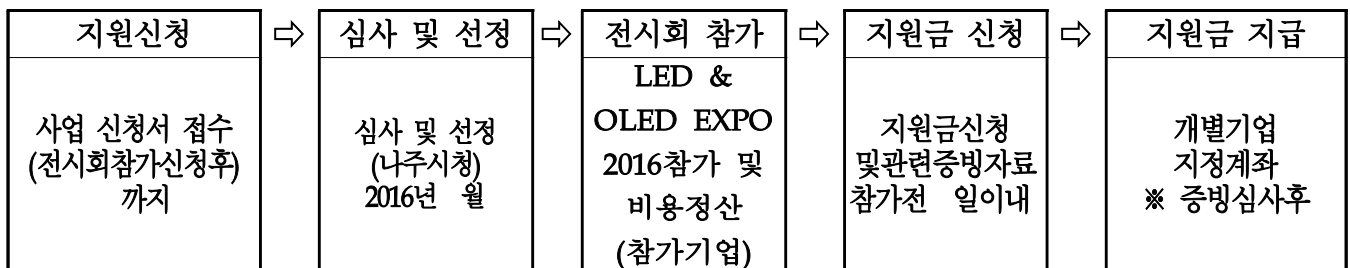 지원신청
⇨
심사 및 선정
⇨
전시회 참가
⇨
지원금 신청
⇨
지원금 지급
사업 신청서 접수
(전시회참가신청후)
까지
심사 및 선정
(나주시청)
2016년 월
LED &
OLED EXPO
2016참가 및
비용정산
(참가기업)
지원금신청
및관련증빙자료
참가전 일이내
개별기업
지정계좌
※ 증빙심사후